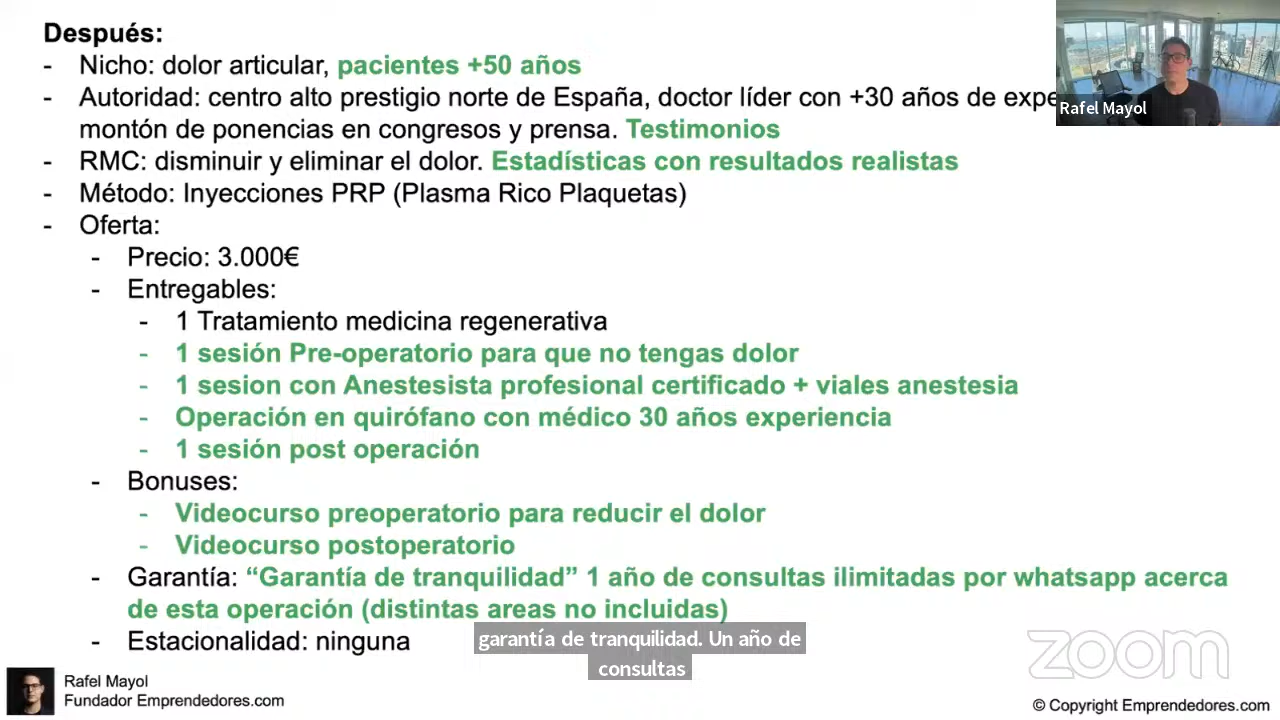 Después:
- Nicho: dolor articular, pacientes +50 años
- Autoridad: centro alto prestigio norte de España, doctor líder con +30 años de
montón de ponencias en congresos y prensa. Testimonios
- RMC: disminuir y eliminar el dolor. Estadísticas con resultados realistas
- Método: Inyecciones PRP (Plasma Rico Plaquetas)
- Oferta:
- Precio: 3.000€
- Entregables:
- 1 Tratamiento medicina regenerativa
- 1 sesión Pre-operatorio para que no tengas dolor
- 1 sesion con Anestesista profesional certificado + viales anestesia
- Operación en quirófano con médico 30 años experiencia
- 1 sesión post operación
- Bonuses:
- Videocurso preoperatorio para reducir el dolor
- Videocurso postoperatorio
- Garantía: “Garantía de tranquilidad” 1 año de consultas ilimitadas por whatsapp acerca
de esta operación (distintas areas no incluidas)
- Estacionalidad: ninguna
Rafel Mayol
garantía de tranquilidad. Un año de
consultas
zoom
Rafel Mayol
Fundador Emprendedores.com
© Copyright Emprendedores.com